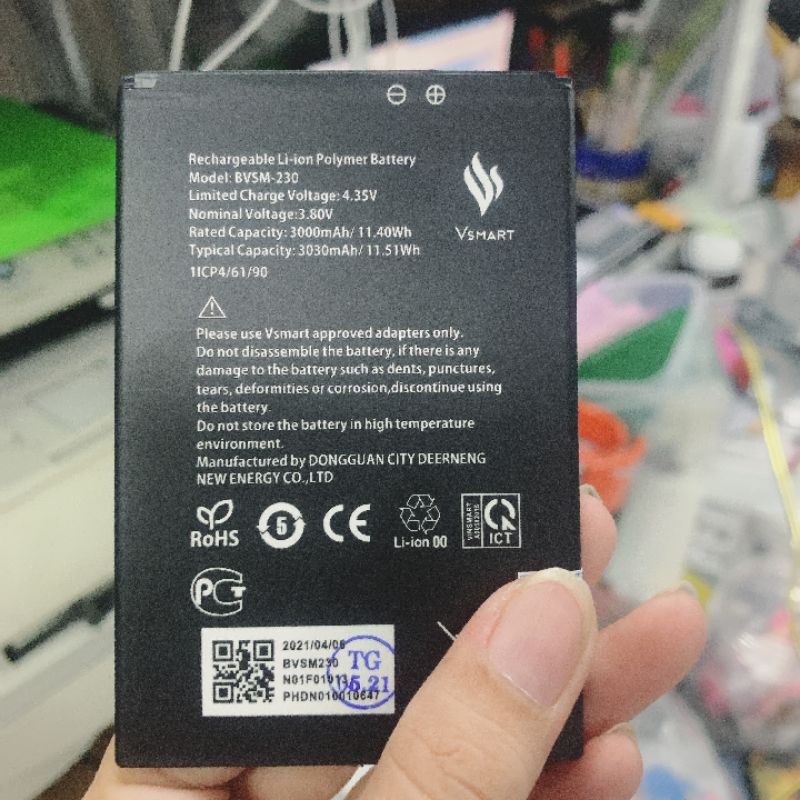 Rechargeable Li-ion Polymer Battery
Model: BVSM-230
Limited Charge Voltage: 4.35V
Nominal Voltage:3.80V
Rated Capacity: 3000mAh/ 11.40Wh
Typical Capacity: 3030mAh/ 11.51Wh
1ICP4/61/90
VSMART
Please use Vsmart approved adapters only.
Do not disassemble the battery, if there is any
damage to the battery such as dents, punctures,
tears, deformities or corrosion,discontinue using
the battery.
Do not store the battery in high temperature
environment.
Manufactured by DONGGUAN CITY DEERNENG
NEW ENERGY CO.,LTD
RoHS
5
CE
Li-ion 00
ICT
2021/04/06
BVSM230
TG